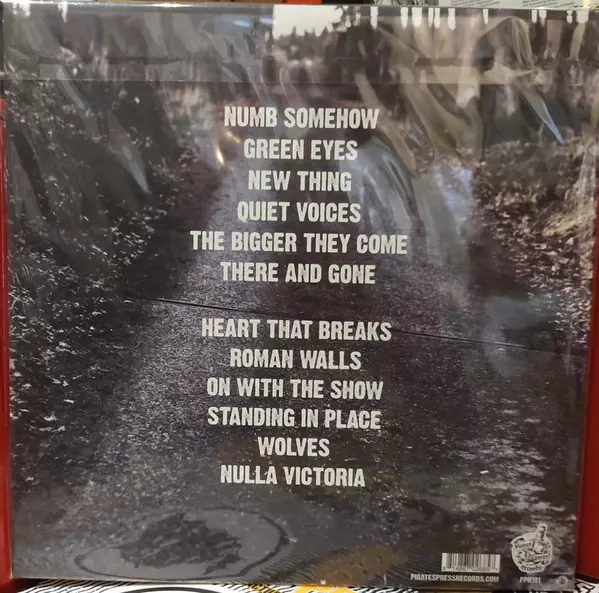 NUMB SOMEHOW
GREEN EYES
NEW THING
QUIET VOICES
THE BIGGER THEY COME
THERE AND GONE
HEART THAT BREAKS
ROMAN WALLS
ON WITH THE SHOW
STANDING IN PLACE
WOLVES
NULLA VICTORIA
PIRATESPRESSRECORDS.COM